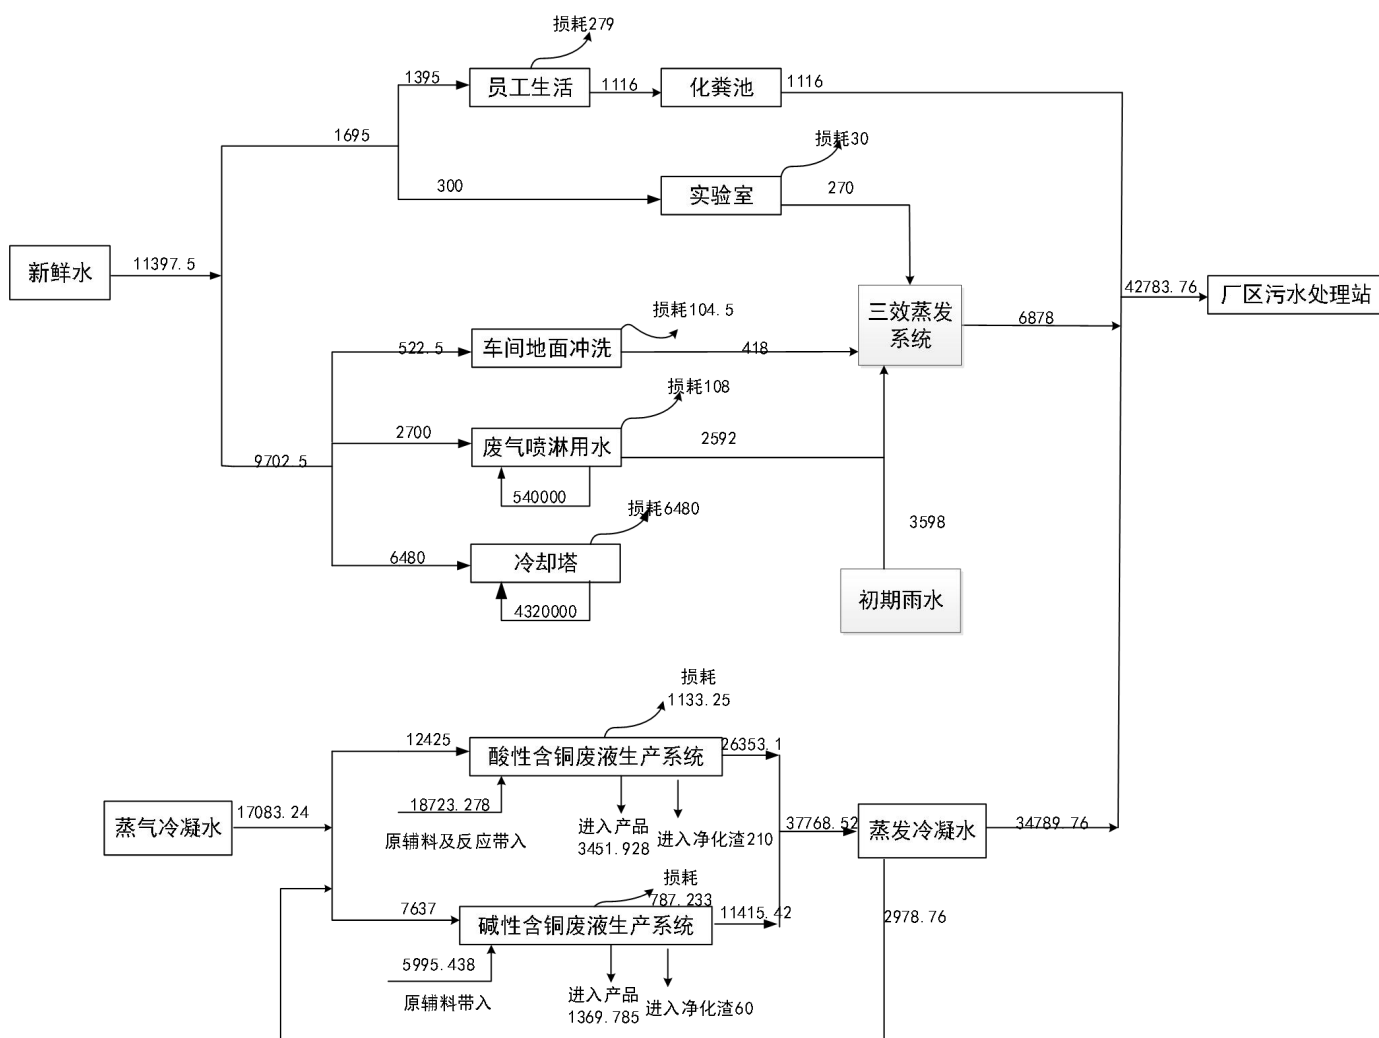 损耗279
1395
员工生活
1116
化粪池
1116
1695
损耗30
300
实验室
270
新鲜水
11397.5
42783.76
厂区污水处理站
三效蒸发
系统
6878
损耗104.5
522.5
车间地面冲洗
418
损耗108
2700
废气喷淋用水
2592
9702.5
540000
损耗6480
3598
6480
冷却塔
4320000
初期雨水
损耗
1133.25
12425
酸性含铜废液生产系统
26353.1
18723.278
原辅料及反应带入
进入产品
3451.928
进入净化渣210
蒸气冷凝水
17083.24
37768.52
蒸发冷凝水
34789.76
损耗
787.233
7637
碱性含铜废液生产系统
11415.42
2978.76
5995.438
原辅料带入
进入产品
1369.785
进入净化渣60